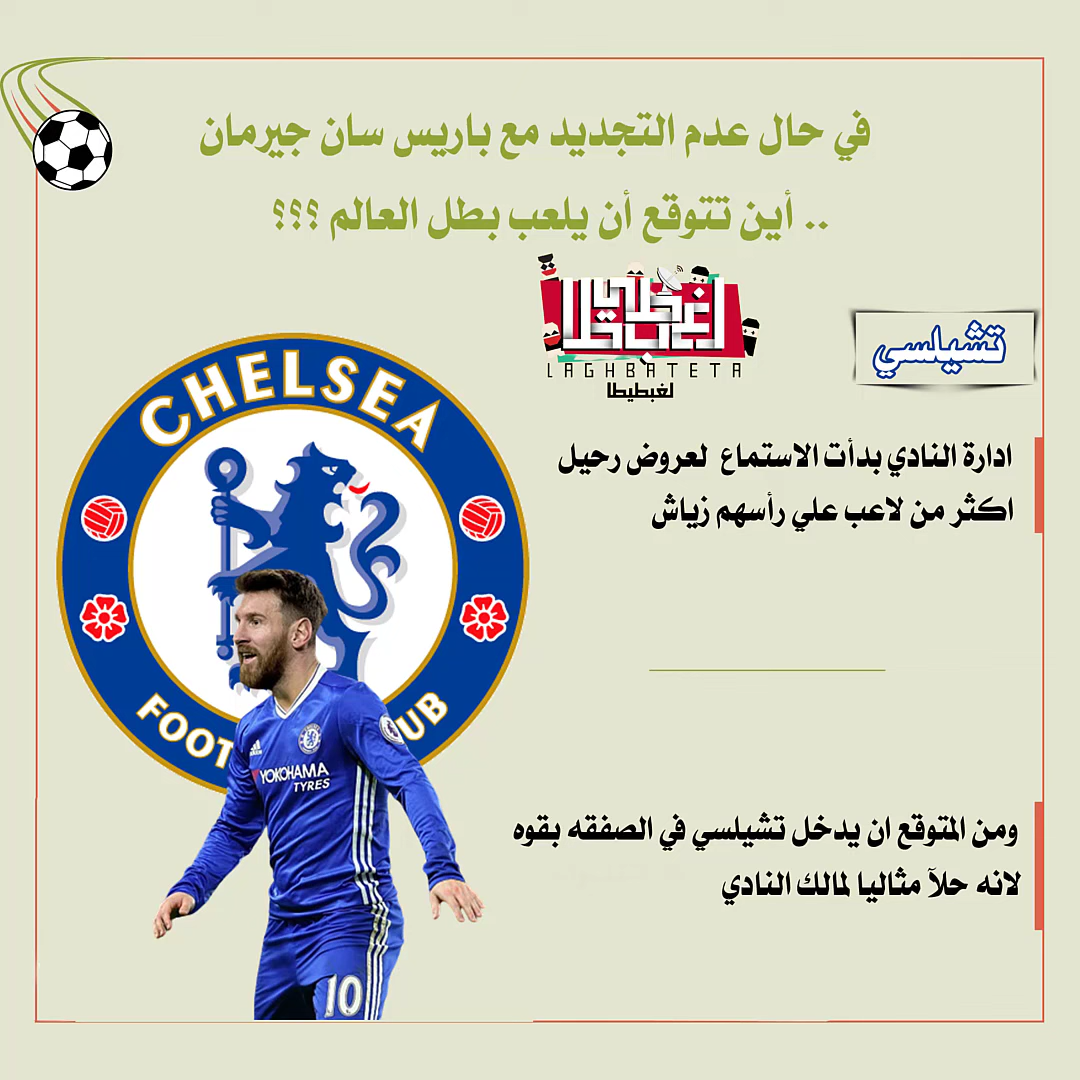 في حال عدم التجديد مع باريس سان جيرمان
.. أين تتوقع أن يلعب بطل العالم ؟؟؟
لغبطيطا
LAGHBATETA
لغبطيطا
تشيلسي
CHELSEA
ادارة النادي بدأت الاستماع لعروض رحيل
اكثر من لاعب علي رأسهم زياش
FOOT UB
YOKOHAMA
TYRES
ومن المتوقع ان يدخل تشيلسي في الصفقه بقوه
لانه حلآ مثاليا لمالك النادي
10